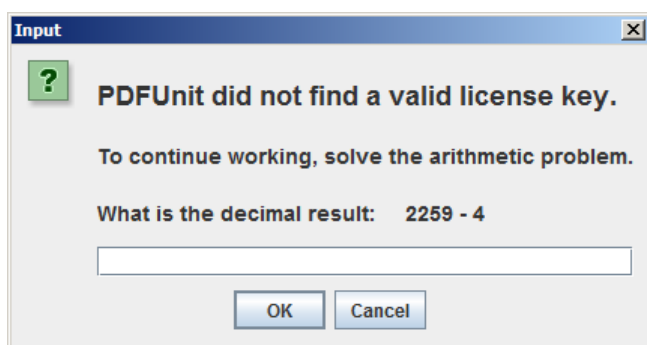 Input
PDFUnit did not find a valid license key.
To continue working, solve the arithmetic problem.
What is the decimal result: 2259 - 4
OK Cancel